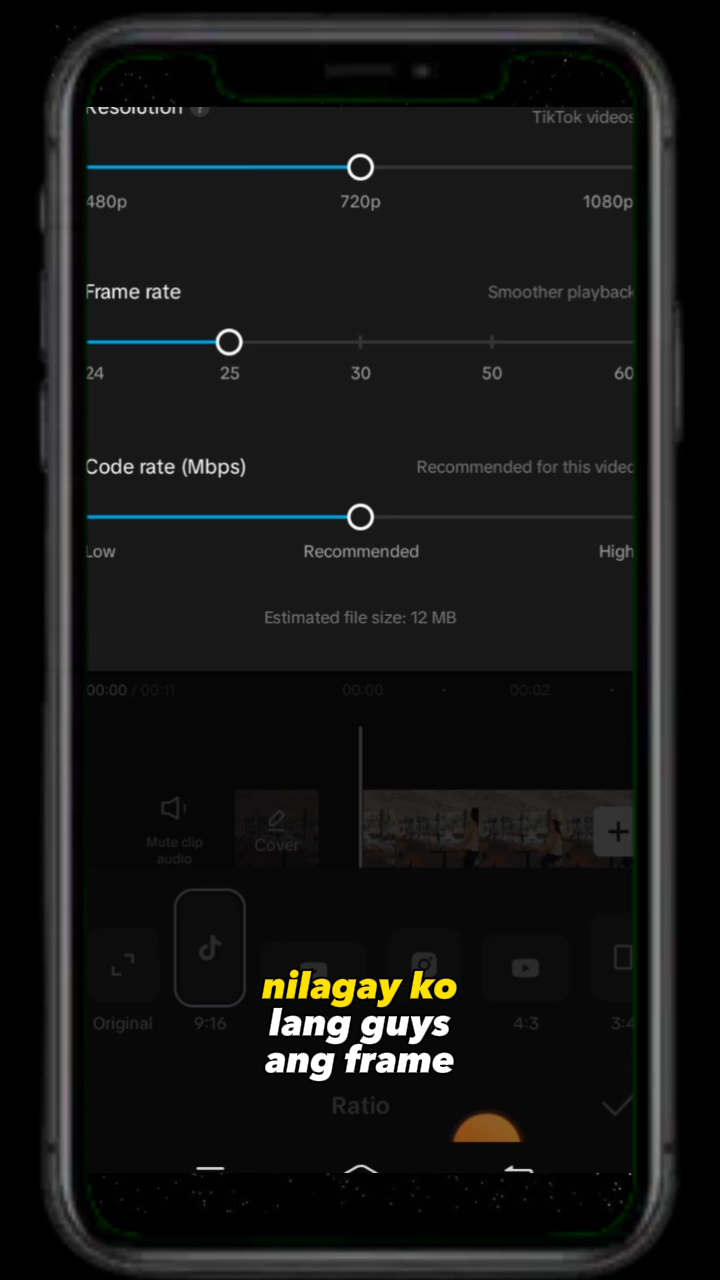 Resolution ?
TikTok videos
480p 720p 1080p
Frame rate Smoother playback
24 25 30 50 60
Code rate (Mbps) Recommended for this video
Low Recommended High
Estimated file size: 12 MB
00:00 / 00:11 00:00 00:02
Mute clip
audio
Cover
Original 9:16 4:3 3:4
nilagay ko
lang guys
ang frame
Ratio